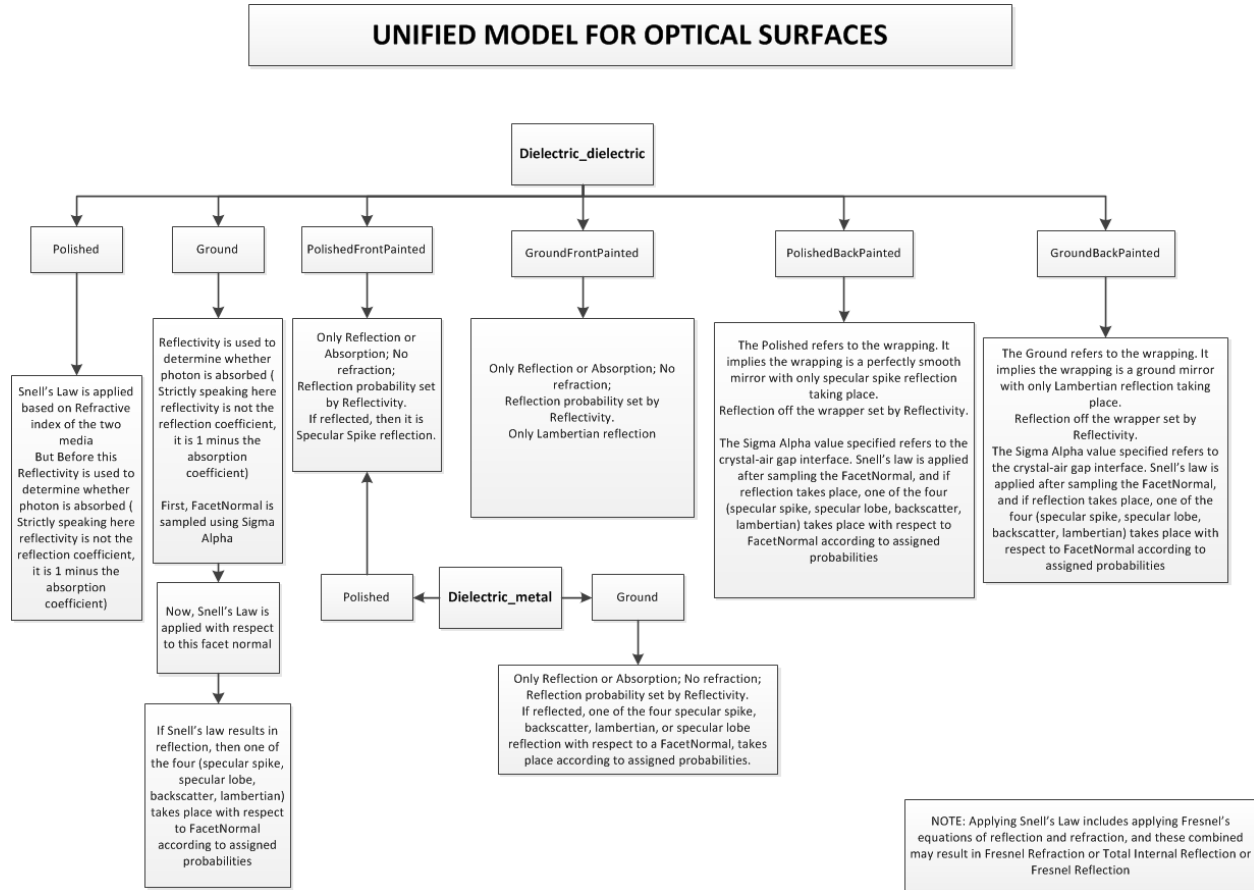 UNIFIED MODEL FOR OPTICAL SURFACES
Dielectric_dielectric
Polished
Ground
PolishedFrontPainted
GroundFrontPainted
PolishedBackPainted
GroundBackPainted
Snell's Law is applied
based on Refractive
index of the two
media
But Before this
Reflectivity is used to
determine whether
photon is absorbed (
Strictly speaking here
reflectivity is not the
reflection coefficient,
it is 1 minus the
absorption
coefficient)
Reflectivity is used to
determine whether
photon is absorbed (
Strictly speaking here
reflectivity is not the
reflection coefficient,
it is 1 minus the
absorption
coefficient)
First, FacetNormal is
sampled using Sigma
Alpha
Now, Snell's Law is
applied with respect
to this facet normal
If Snell's law results in
reflection, then one of
the four (specular spike,
specular lobe,
backscatter, lambertian)
takes place with respect
to FacetNormal
according to assigned
probabilities
Only Reflection or
Absorption; No
refraction;
Reflection probability set
by Reflectivity.
If reflected, then it is
Specular Spike reflection.
Only Reflection or Absorption; No
refraction;
Reflection probability set by
Reflectivity.
Only Lambertian reflection
The Polished refers to the wrapping. It
implies the wrapping is a perfectly smooth
mirror with only specular spike reflection
taking place.
Reflection off the wrapper set by Reflectivity.
The Sigma Alpha value specified refers to the
crystal-air gap interface. Snell's law is applied
after sampling the FacetNormal, and if
reflection takes place, one of the four
(specular spike, specular lobe, backscatter,
lambertian) takes place with respect to
FacetNormal according to assigned
probabilities
The Ground refers to the wrapping. It
implies the wrapping is a ground mirror
with only Lambertian reflection taking
place.
Reflection off the wrapper set by
Reflectivity.
The Sigma Alpha value specified refers to
the crystal-air gap interface. Snell's law is
applied after sampling the FacetNormal,
and if reflection takes place, one of the
four (specular spike, specular lobe,
backscatter, lambertian) takes place with
respect to FacetNormal according to
assigned probabilities
Polished
Dielectric_metal
Ground
Only Reflection or Absorption; No refraction;
Reflection probability set by Reflectivity.
If reflected, one of the four specular spike,
backscatter, lambertian, or specular lobe
reflection with respect to a FacetNormal, takes
place according to assigned probabilities.
NOTE: Applying Snell's Law includes applying Fresnel's
equations of reflection and refraction, and these combined
may result in Fresnel Refraction or Total Internal Reflection or
Fresnel Reflection